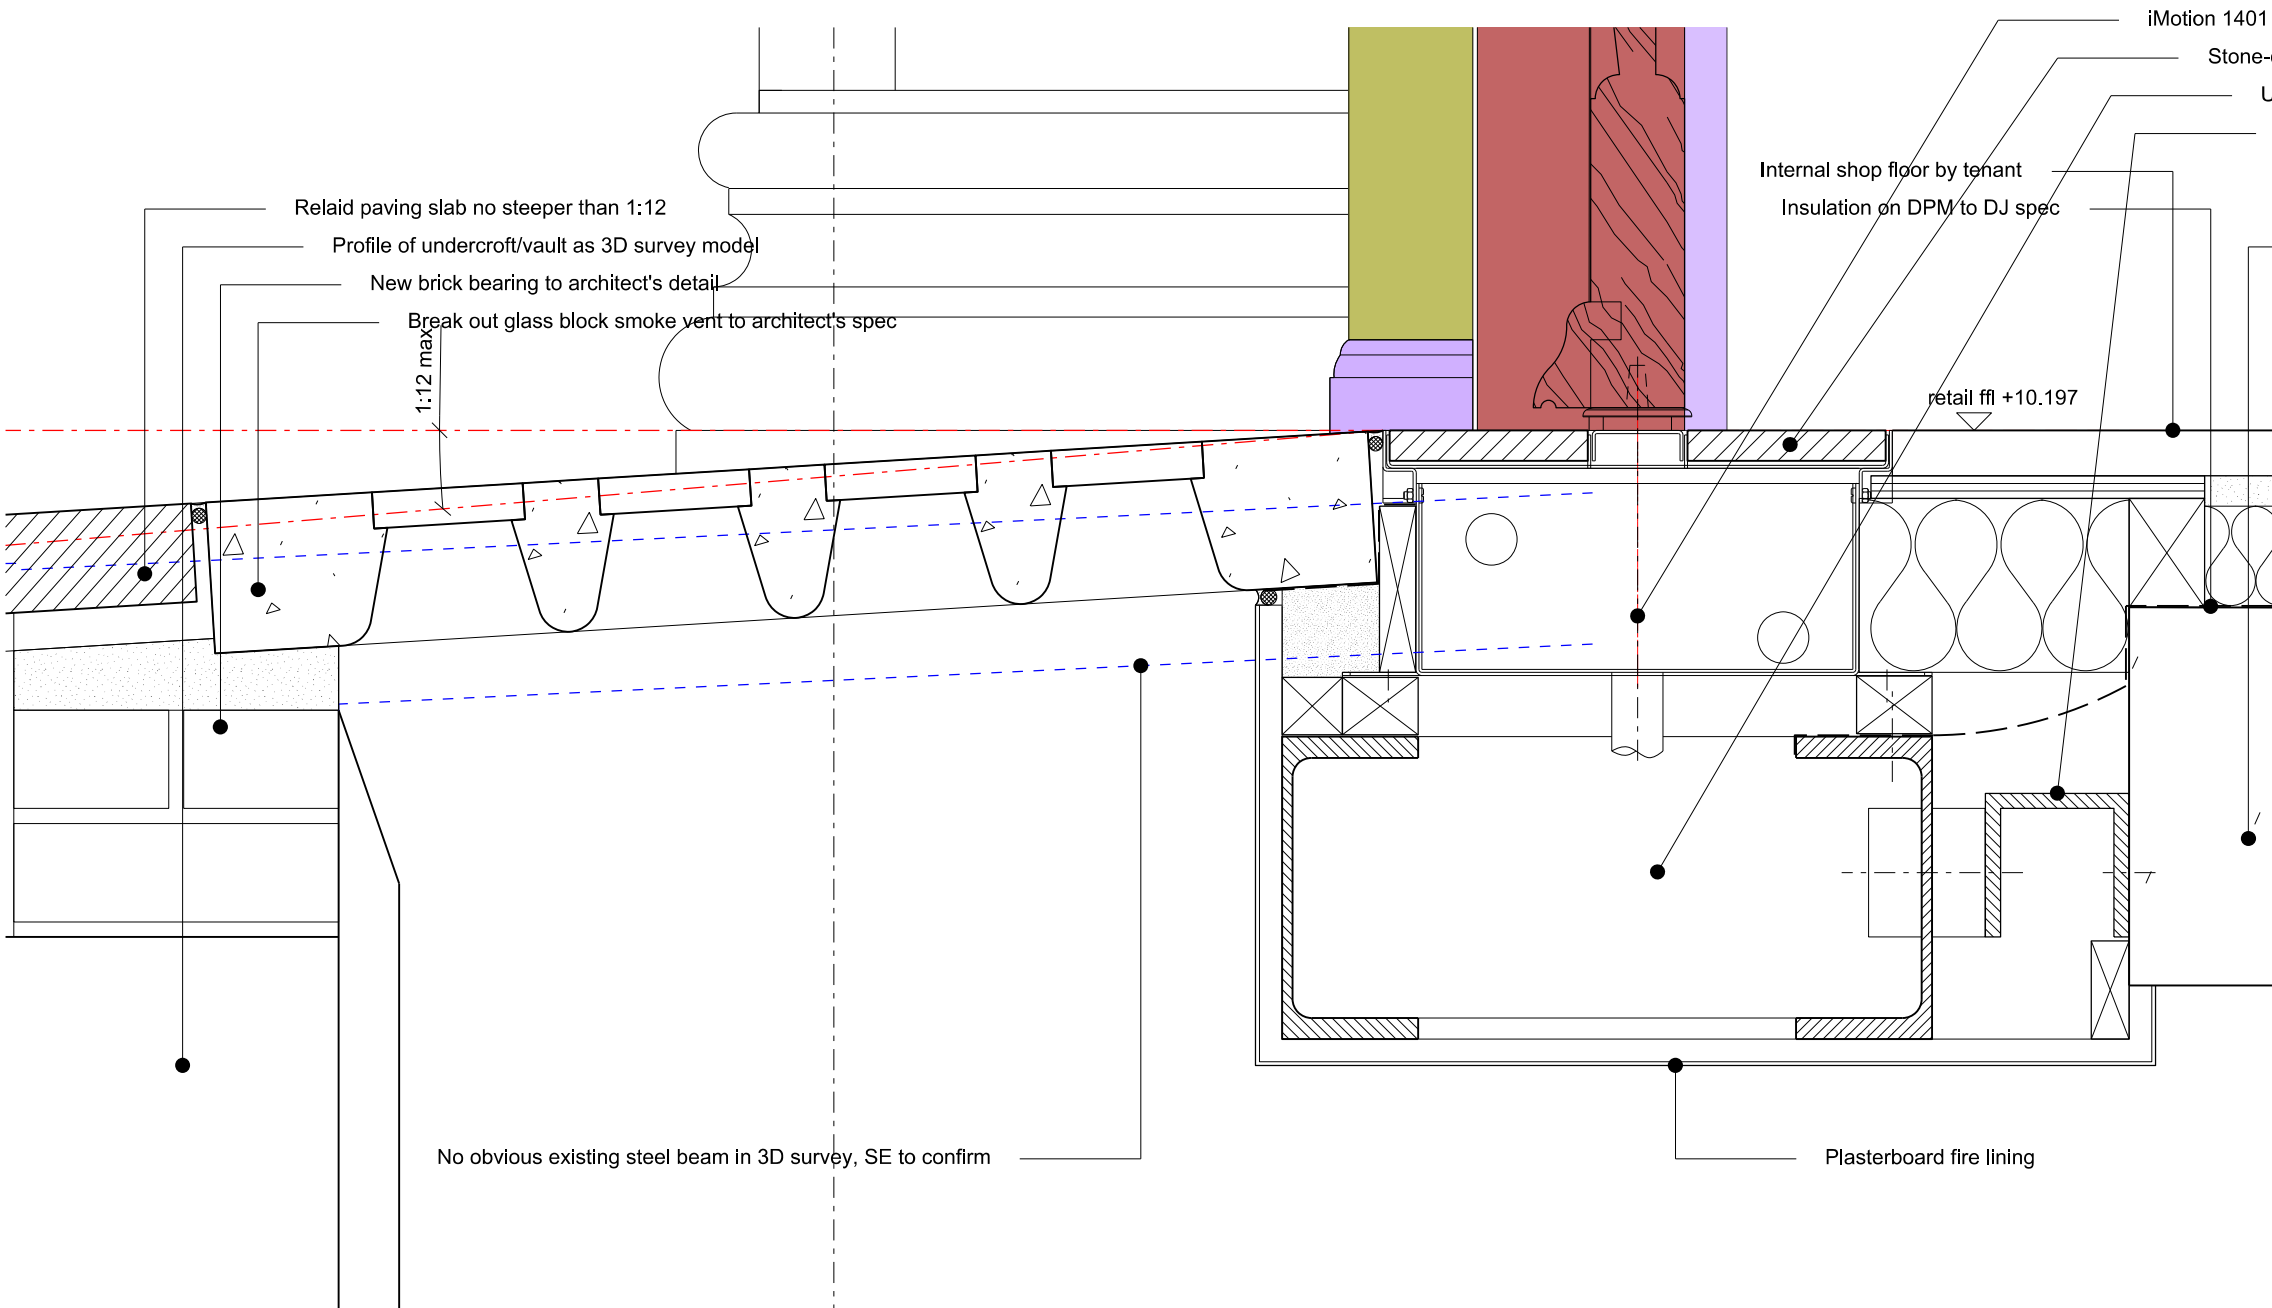 iMotion 1401
Stone-
Internal shop floor by tenant
Insulation on DPM to DJ spec
Relaid paving slab no steeper than 1:12
Profile of undercroft/vault as 3D survey model
New brick bearing to architect's detail
Break out glass block smoke vent to architect's spec
1:12 max
retail ffl +10.197
No obvious existing steel beam in 3D survey, SE to confirm
Plasterboard fire lining